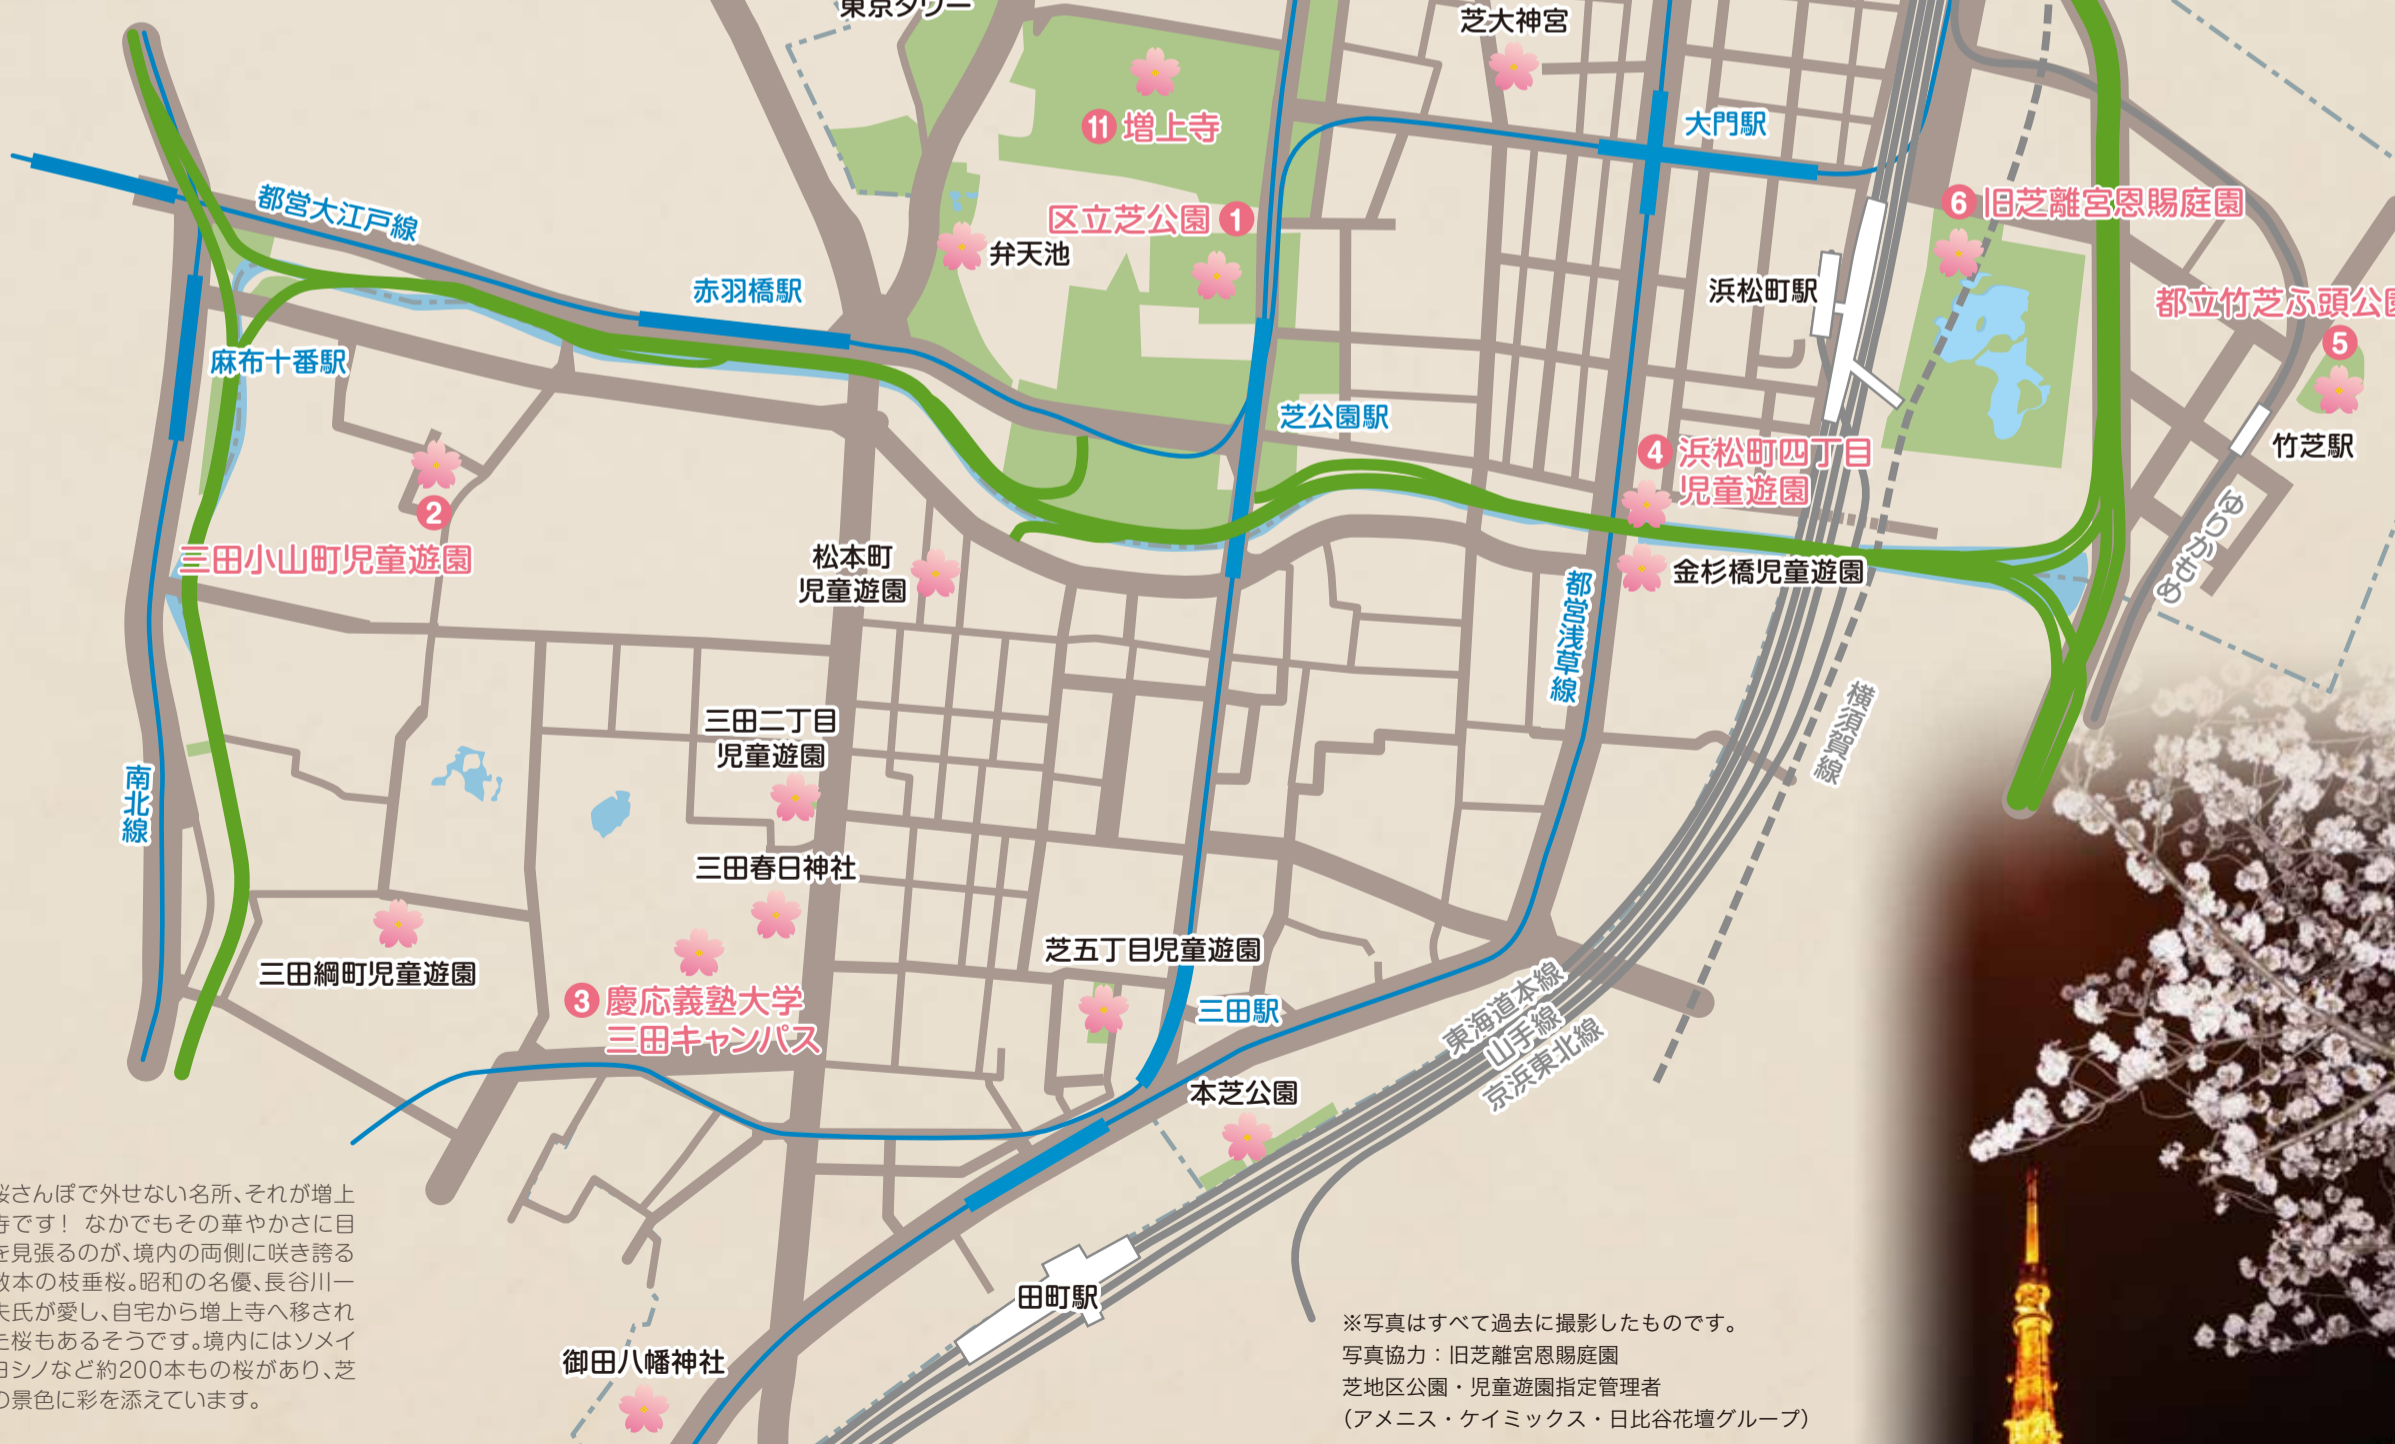 東京タワー
芝大神宮
⑪増上寺
大門駅
都営大江戸線
区立芝公園①
弁天池
⑥旧芝離宮恩賜庭園
赤羽橋駅
浜松町駅
都立竹芝ふ頭公園
⑤
麻布十番駅
芝公園駅
竹芝駅
④浜松町四丁目
児童遊園
②
三田小山町児童遊園
ゆりかもめ
松本町
児童遊園
金杉橋児童遊園
都営浅草線
横須賀線
三田二丁目
児童遊園
南北線
三田春日神社
芝五丁目児童遊園
三田綱町児童遊園
③慶応義塾大学
三田キャンパス
三田駅
東海道本線
山手線
京浜東北線
本芝公園
田町駅
御田八幡神社
桜さんぽで外せない名所、それが増上
寺です！ なかでもその華やかさに目
を見張るのが、境内の両側に咲き誇る
数本の枝垂桜。昭和の名優、長谷川一
夫氏が愛し、自宅から増上寺へ移され
た桜もあるそうです。境内にはソメイ
ヨシノなど約200本もの桜があり、芝
の景色に彩を添えています。
※写真はすべて過去に撮影したものです。
写真協力：旧芝離宮恩賜庭園
芝地区公園・児童遊園指定管理者
（アメニス・ケイミックス・日比谷花壇グループ）